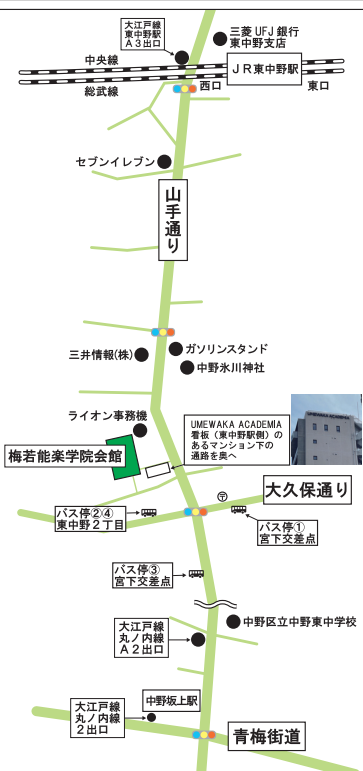 大江戸線
東中野駅
A3出口
三菱UFJ銀行
東中野支店
中央線
総武線
JR東中野駅
西口
東口
セブンイレブン
山手通り
三井情報(株)
ガソリンスタンド
中野氷川神社
ライオン事務機
UMEWAKA ACADEMIA
看板（東中野駅側）の
あるマンション下の
通路を奥へ
梅若能楽学院会館
大久保通り
〒
バス停②④
東中野2丁目
バス停①
宮下交差点
バス停③
宮下交差点
中野区立中野東中学校
大江戸線
丸ノ内線
A2出口
中野坂上駅
大江戸線
丸ノ内線
2出口
青梅街道